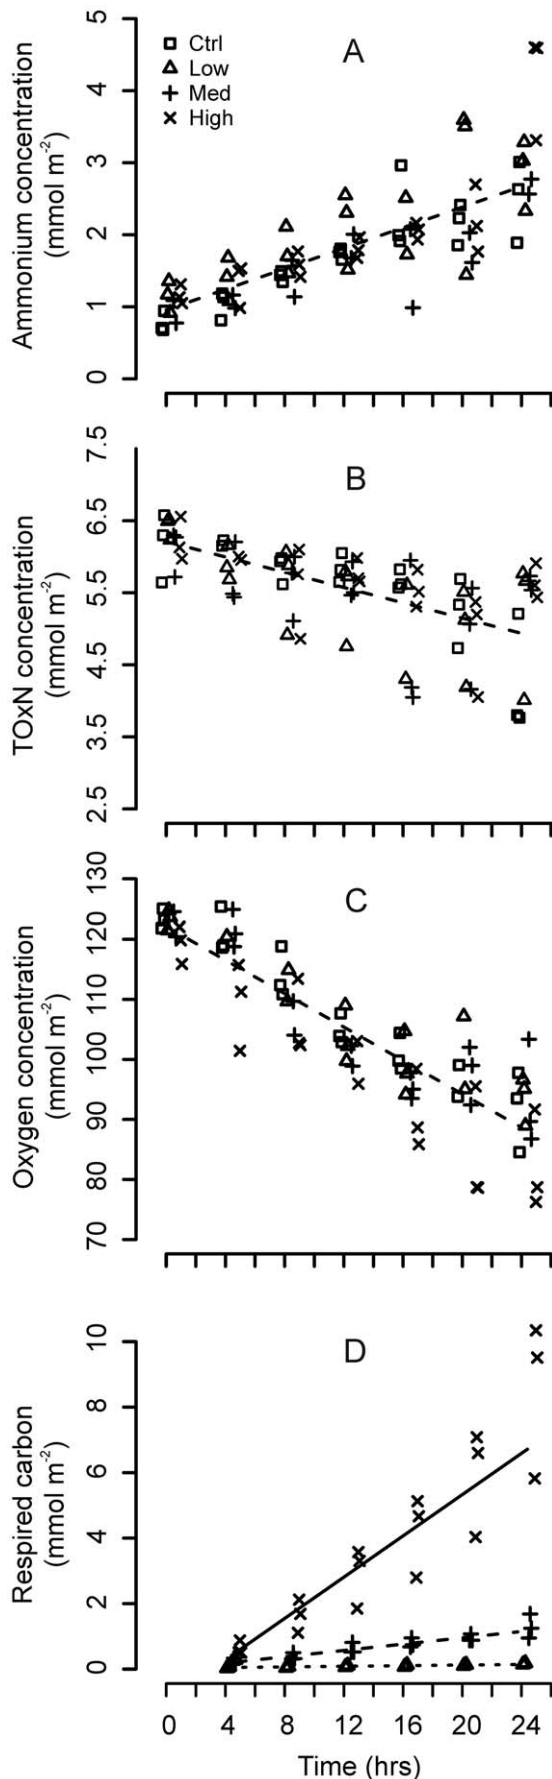 A
Ctrl
Low
Med
High
Ammonium concentration
(mmol m-2)
0
1
2
3
4
5
B
TOxN concentration
(mmol m-2)
2.5
3.5
4.5
5.5
6.5
7.5
C
Oxygen concentration
(mmol m-2)
70
80
90
100
110
120
130
D
Respired carbon
(mmol m-2)
0
2
4
6
8
10
0 4 8 12 16 20 24
Time (hrs)